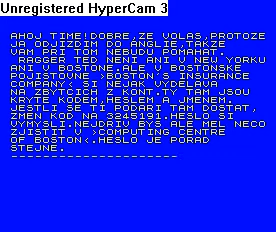 Unregistered HyperCam 3
AHOJ TIME!DOBRE,ZE VOLAS,PROTOZE
JA ODJIZDIM DO ANGLIE,TAKZE
VAM PRI TOM NEBUDU POMAHAT.
RAGGER TED NENI ANI V NEW YORKU
ANI V BOSTONE.ALE V BOSTONSKE
POJISTOVNE >BOSTON'S INSURANCE
COMPANY< SI NEJAK VYDELAVA
NA ZBYTCICH Z KONT.TY TAM JSOU
KRYTE KODEM,HESLEM A JMENEM.
JESTLI SE TI PODARI TAM DOSTAT,
ZMEN KOD NA 3245191.HESLO SI
VYMYSLI.NEJDRIV BYS ALE MEL NECO
ZJISTIT V >COMPUTING CENTRE
OF BOSTON<.HESLO JE PORAD
STEJNE.
----------------------